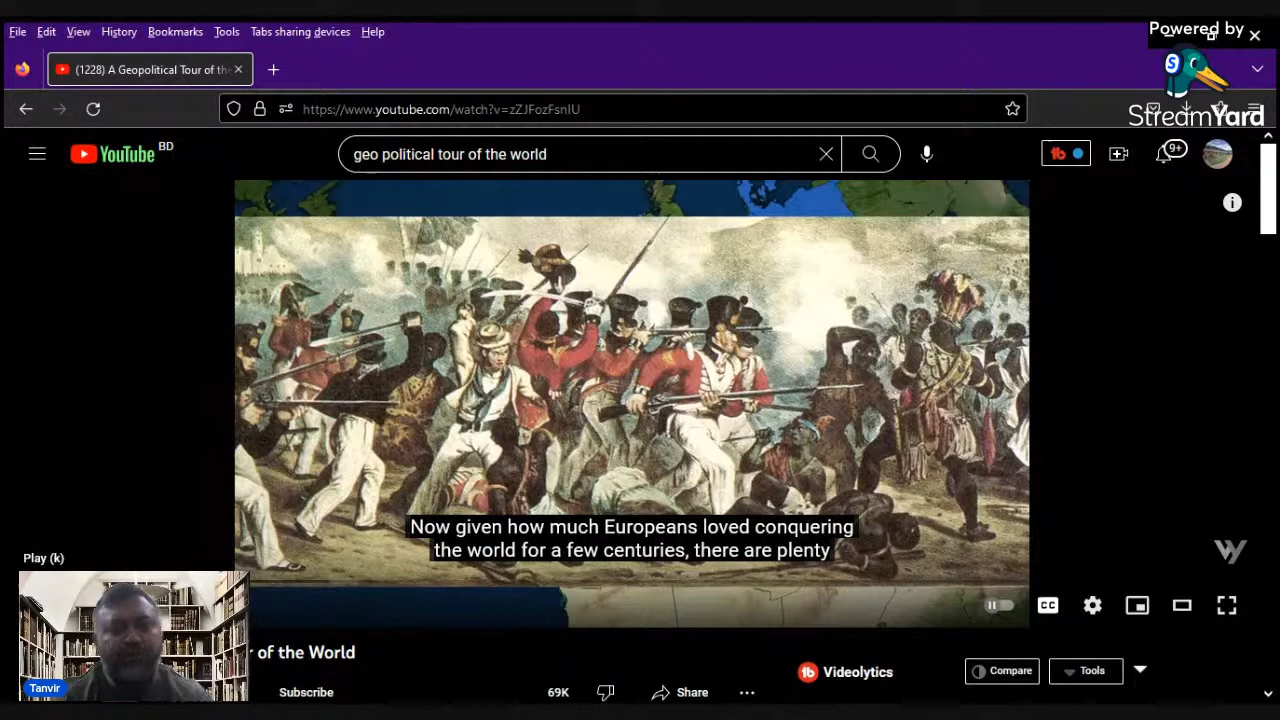 File Edit View History Bookmarks Tools Tabs sharing devices Help
Powered by
(1228) A Geopolitical Tour of the
StreamYard
https://www.youtube.com/watch?v=zZJFozFsnIU
YouTube BD
geo political tour of the world
9+
Now given how much Europeans loved conquering
the world for a few centuries, there are plenty
Play (k)
CC
of the World
Videolytics
Compare
Tools
Tanvir
Subscribe
69K
Share